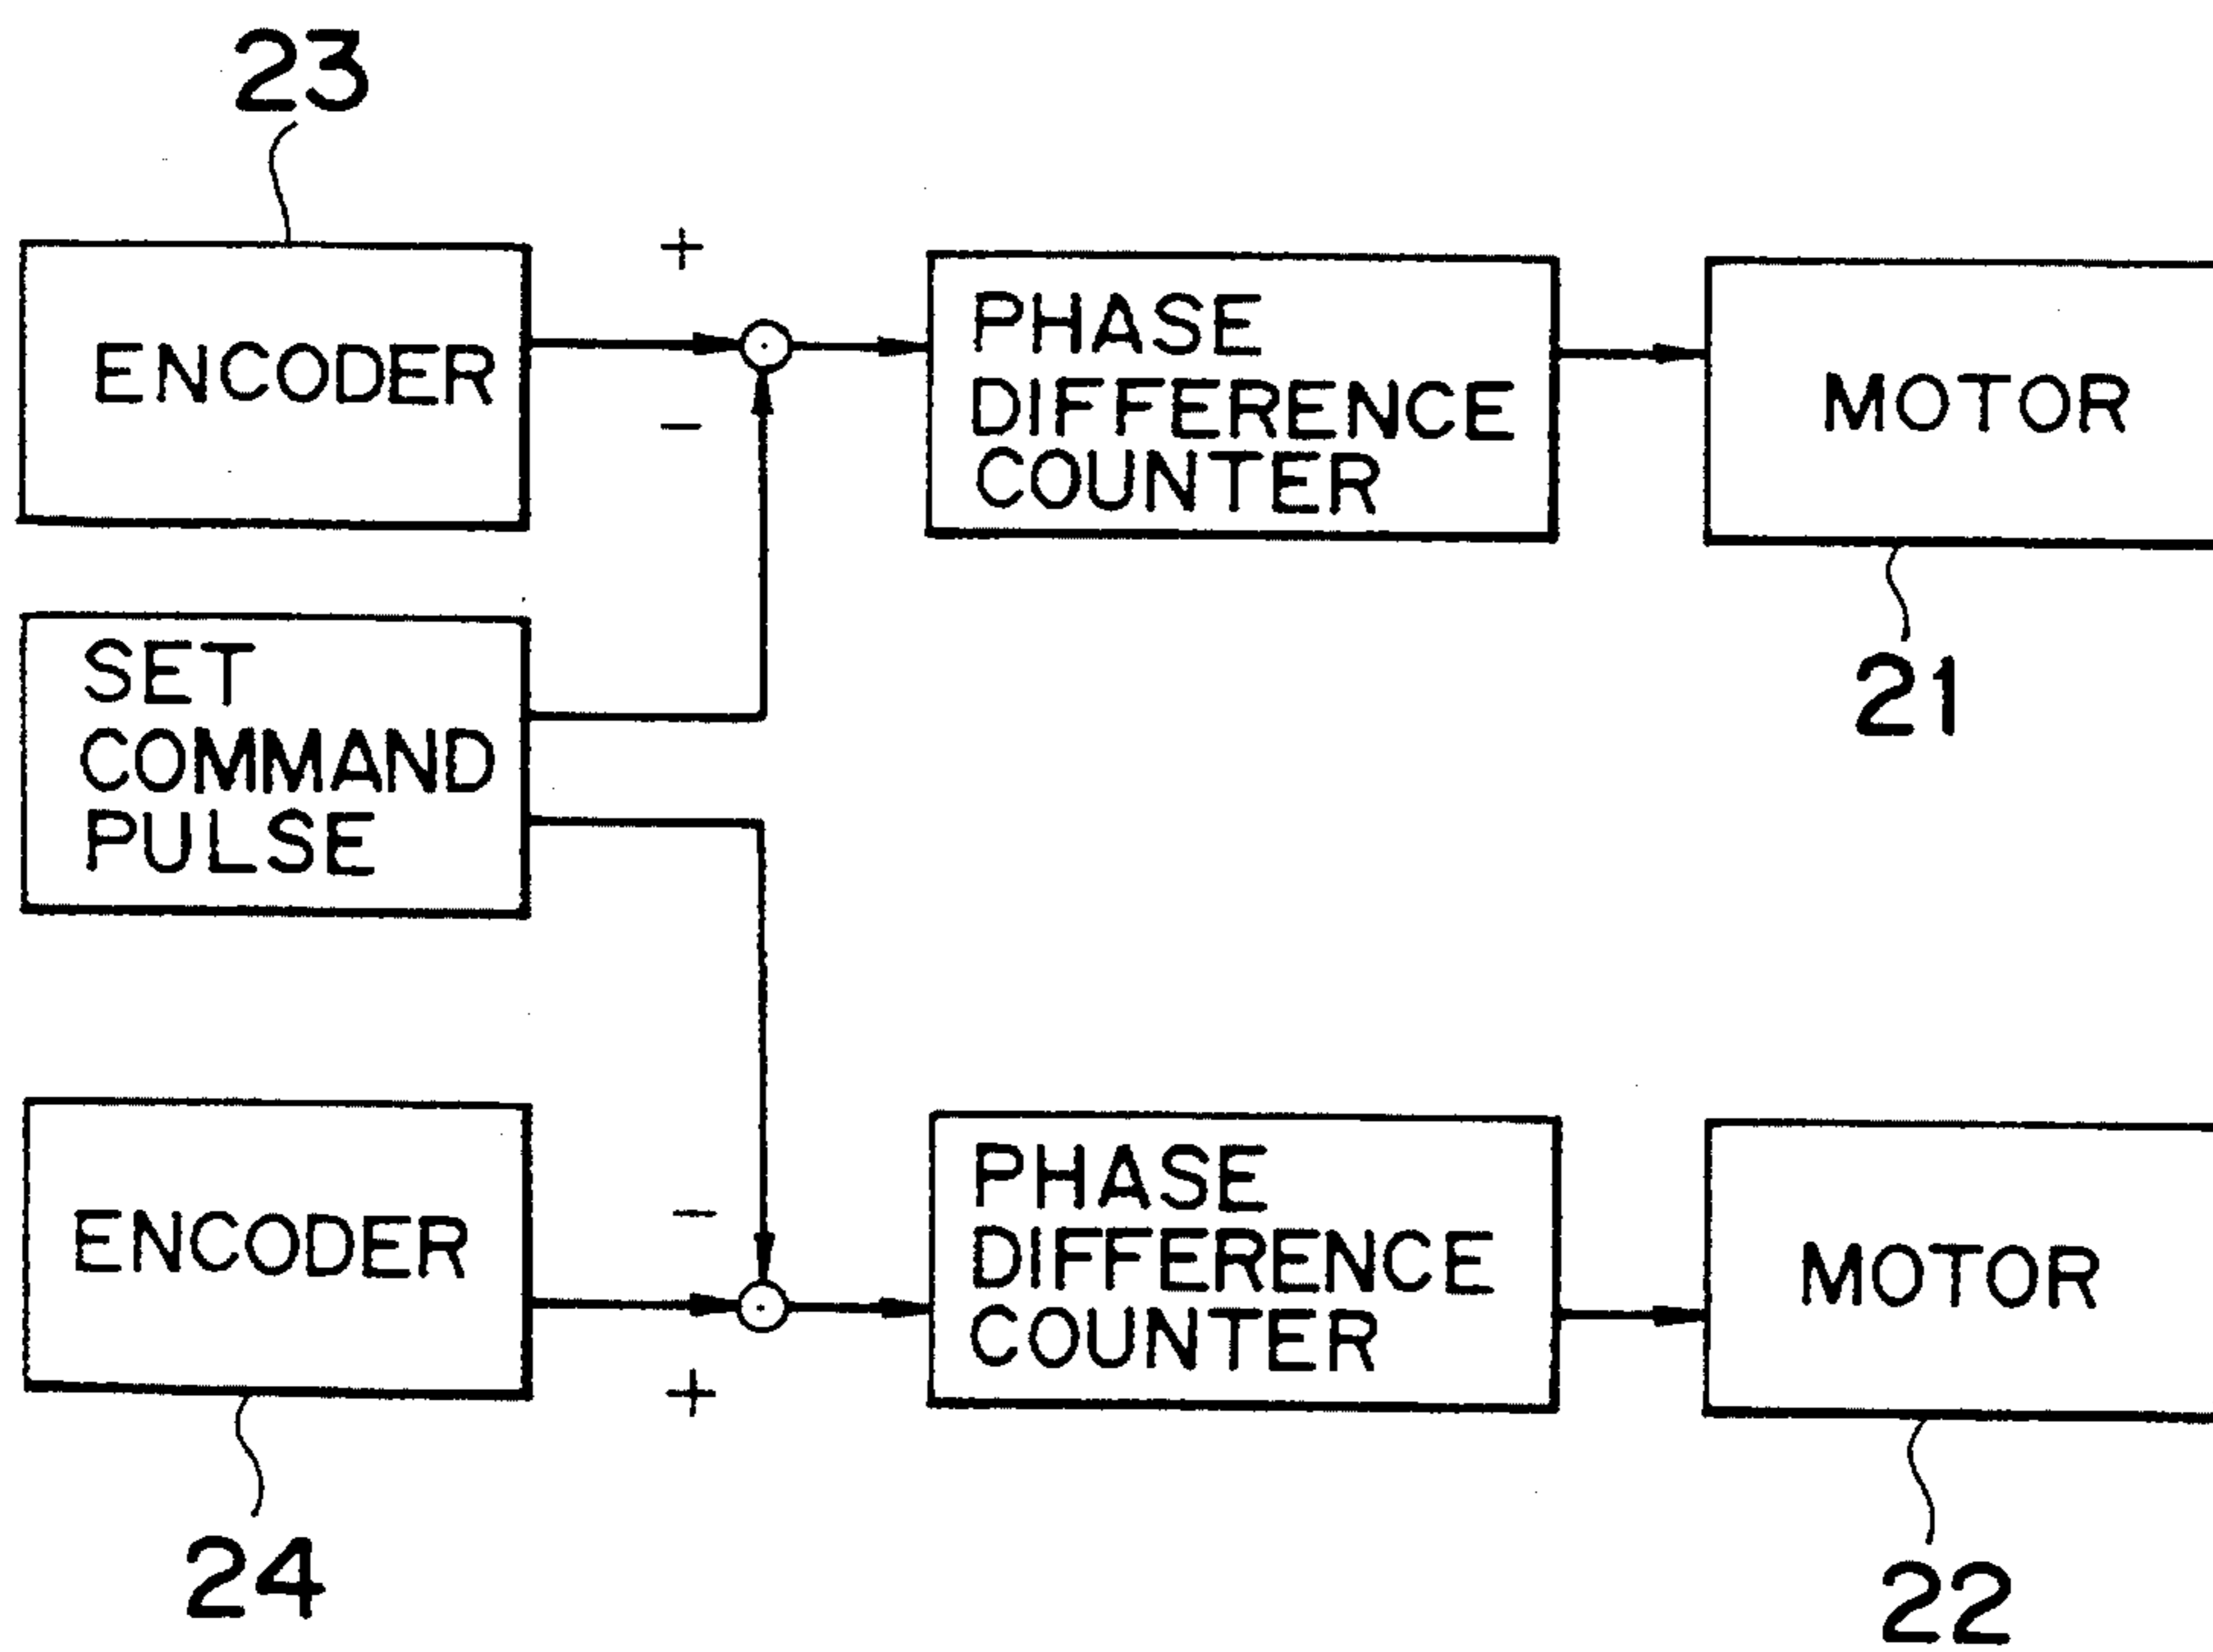 23
+
ENCODER
−
PHASE
DIFFERENCE
COUNTER
MOTOR
21
SET
COMMAND
PULSE
ENCODER
−
+
PHASE
DIFFERENCE
COUNTER
MOTOR
24
22